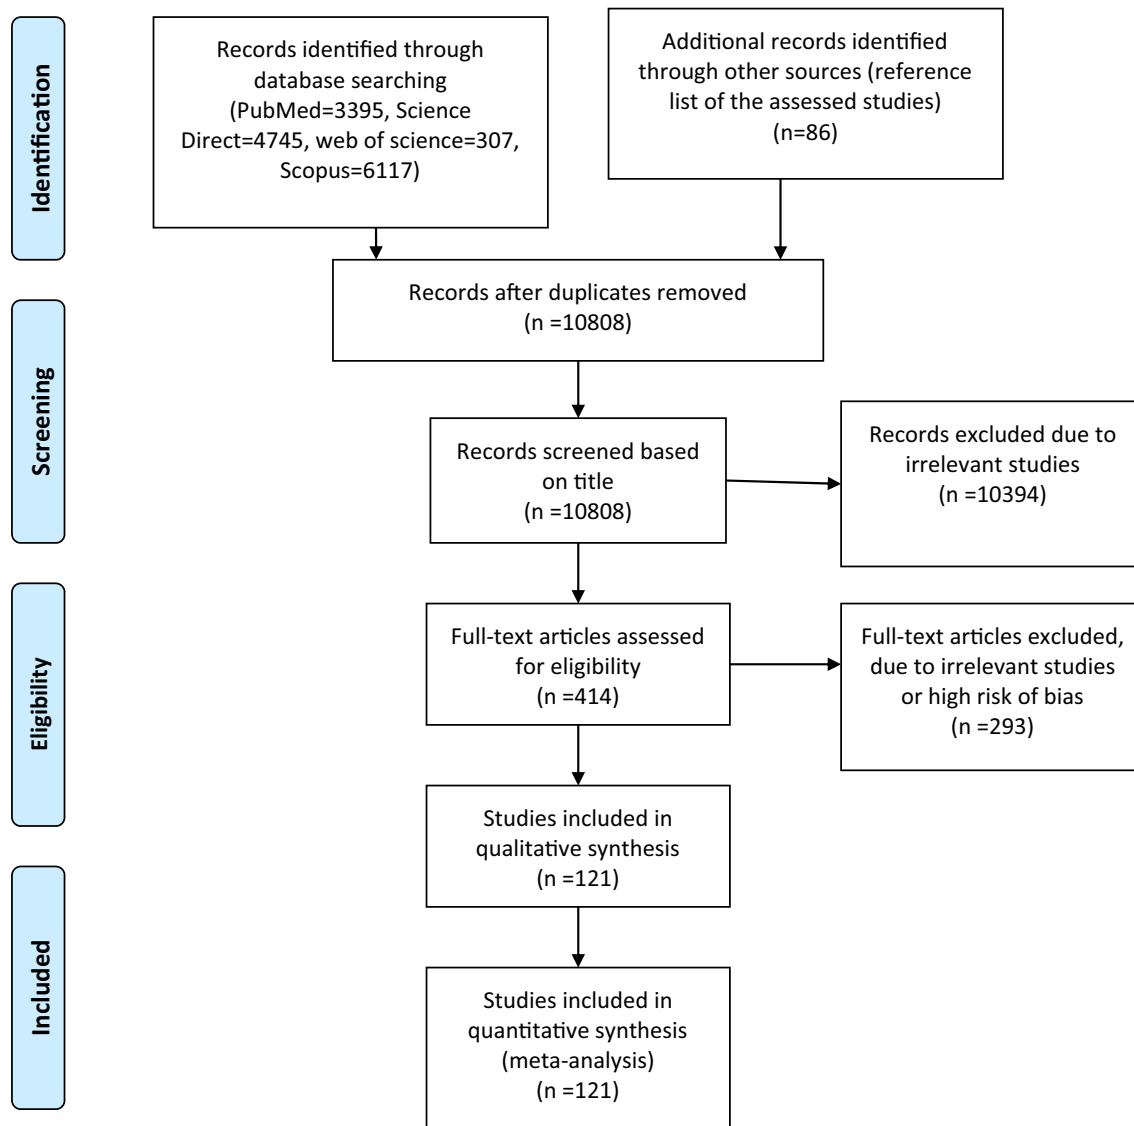 Identification
Records identified through
database searching
(PubMed=3395, Science
Direct=4745, web of science=307,
Scopus=6117)
Additional records identified
through other sources (reference
list of the assessed studies)
(n=86)
Records after duplicates removed
(n =10808)
Screening
Records screened based
on title
(n =10808)
Records excluded due to
irrelevant studies
(n =10394)
Eligibility
Full-text articles assessed
for eligibility
(n =414)
Full-text articles excluded,
due to irrelevant studies
or high risk of bias
(n =293)
Studies included in
qualitative synthesis
(n =121)
Included
Studies included in
quantitative synthesis
(meta-analysis)
(n =121)